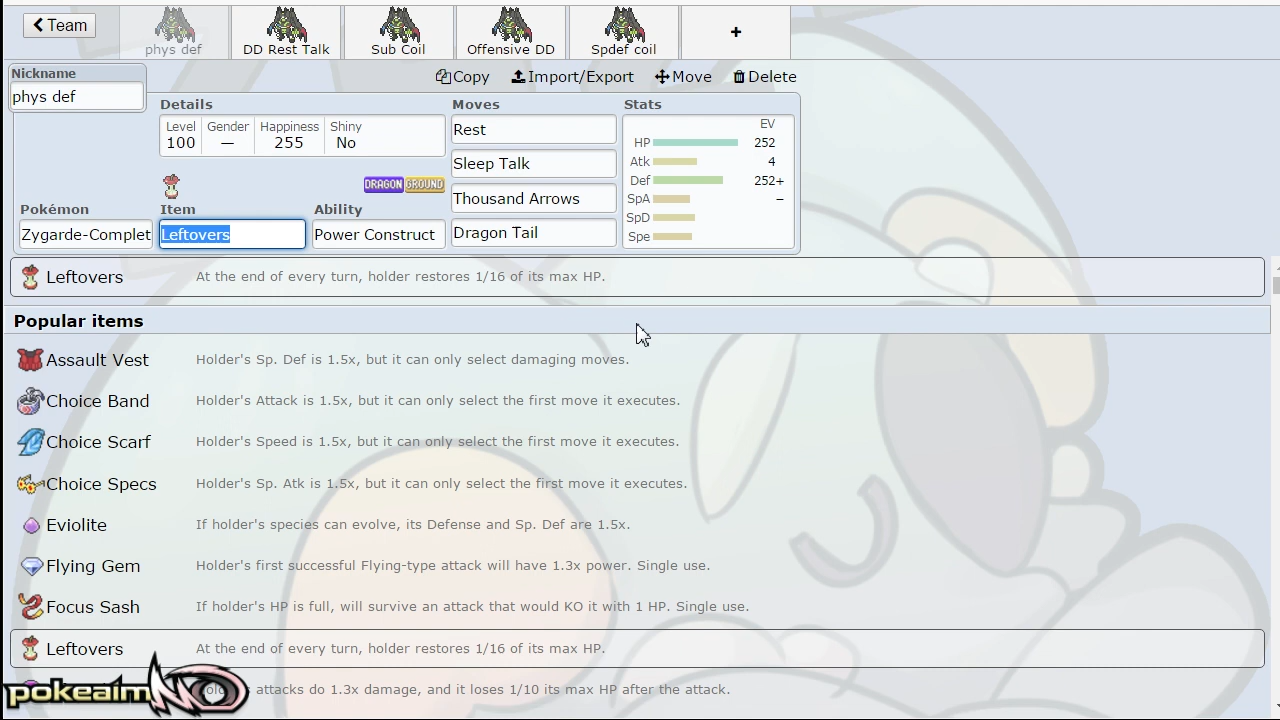 Team
phys def
DD Rest Talk
Sub Coil
Offensive DD
Spdef coil
+
Copy
Import/Export
Move
Delete
Nickname
phys def
Details
Level
100
Gender
—
Happiness
255
Shiny
No
DRAGON GROUND
Pokémon
Zygarde-Complet
Item
Leftovers
Ability
Power Construct
Moves
Rest
Sleep Talk
Thousand Arrows
Dragon Tail
Stats
EV
HP 252
Atk 4
Def 252+
SpA −
SpD
Spe
Leftovers At the end of every turn, holder restores 1/16 of its max HP.
Popular items
Assault Vest Holder's Sp. Def is 1.5x, but it can only select damaging moves.
Choice Band Holder's Attack is 1.5x, but it can only select the first move it executes.
Choice Scarf Holder's Speed is 1.5x, but it can only select the first move it executes.
Choice Specs Holder's Sp. Atk is 1.5x, but it can only select the first move it executes.
Eviolite If holder's species can evolve, its Defense and Sp. Def are 1.5x.
Flying Gem Holder's first successful Flying-type attack will have 1.3x power. Single use.
Focus Sash If holder's HP is full, will survive an attack that would KO it with 1 HP. Single use.
Leftovers At the end of every turn, holder restores 1/16 of its max HP.
attacks do 1.3x damage, and it loses 1/10 its max HP after the attack.
pokeaimMD